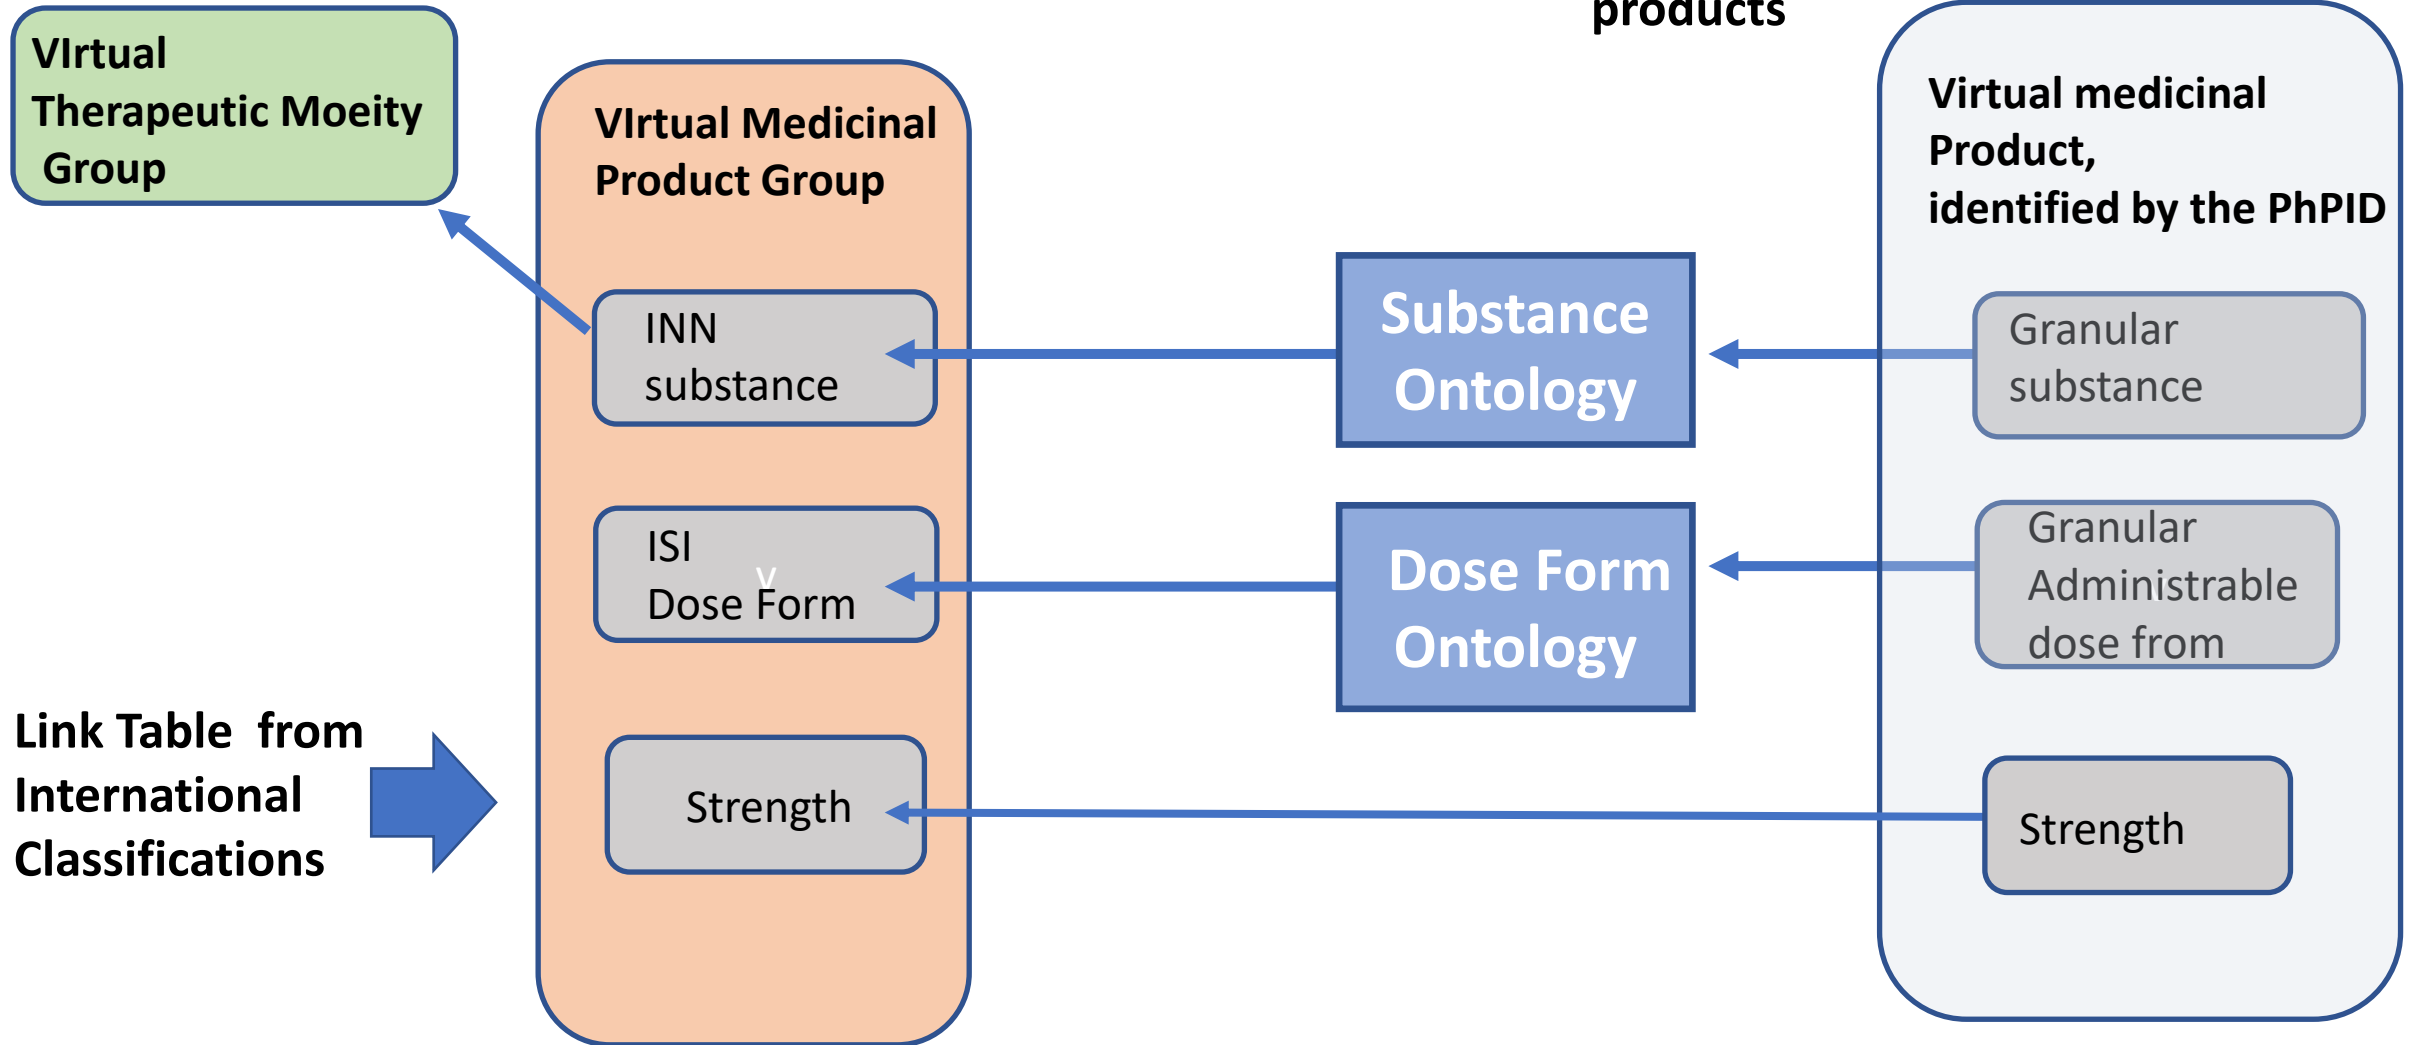 products
VIrtual
Therapeutic Moeity
Group
VIrtual Medicinal
Product Group
INN
substance
ISI
v
Dose Form
Strength
Link Table  from
International
Classifications
Substance
Ontology
Dose Form
Ontology
Virtual medicinal
Product,
identified by the PhPID
Granular
substance
Granular
Administrable
dose from
Strength